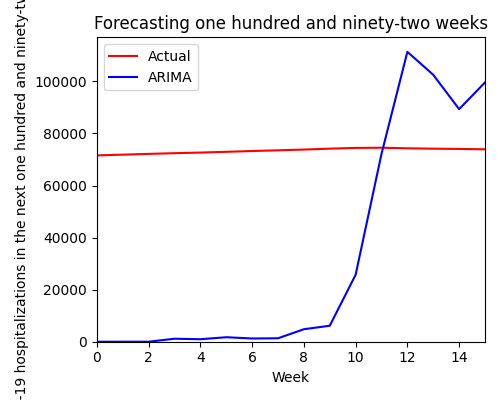 Forecasting one hundred and ninety-two weeks
Actual
ARIMA
-19 hospitalizations in the next one hundred and ninety-tw
100000
80000
60000
40000
20000
0
0 2 4 6 8 10 12 14
Week